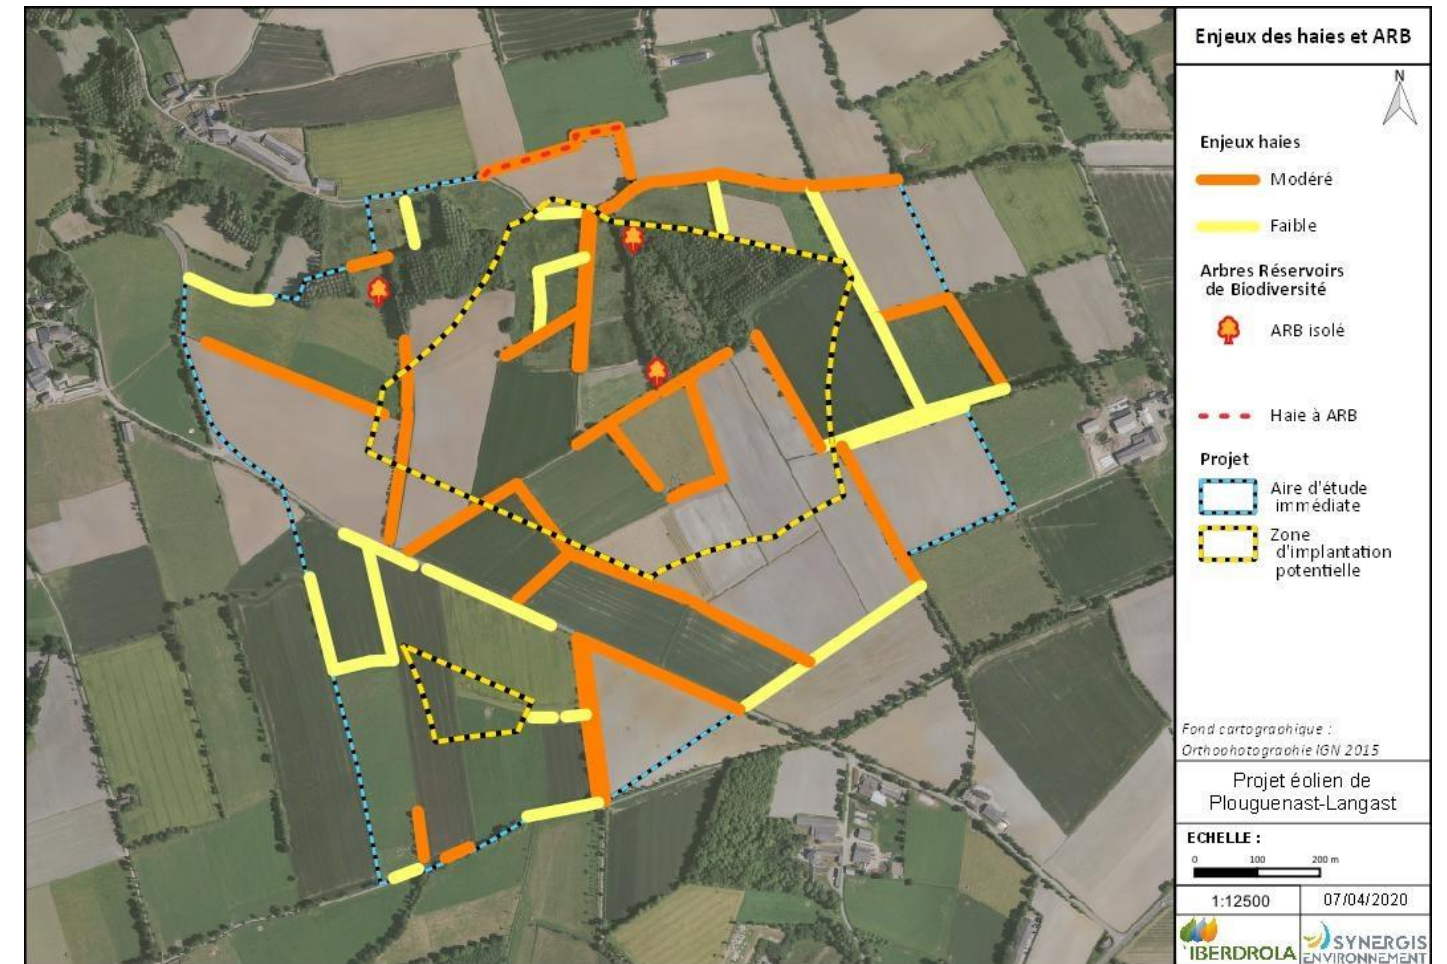 Enjeux des haies et ARB
N
Enjeux haies
Modéré
Faible
Arbres Réservoirs
de Biodiversité
ARB isolé
Haie à ARB
Projet
Aire d'étude
immédiate
Zone
d'implantation
potentielle
Fond cartographique :
Orthophotographie IGN 2015
Projet éolien de
Plouguenast-Langast
ECHELLE :
0 100 200 m
1:12500 07/04/2020
IBERDROLA
SYNERGIS
ENVIRONNEMENT